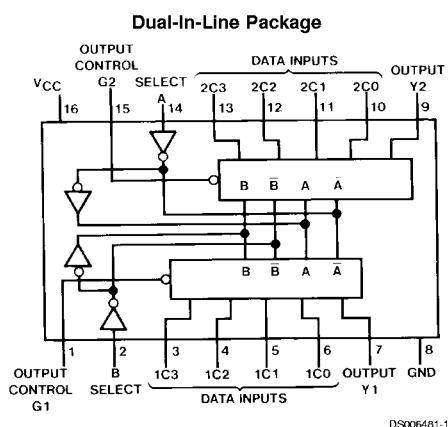 Dual-In-Line Package
OUTPUT
CONTROL
G2
SELECT
A
DATA INPUTS
2C3 2C2 2C1 2C0
OUTPUT
Y2
VCC
16 15 14 13 12 11 10 9
B B̅ A A̅
B B̅ A A̅
1 2 3 4 5 6 7 8
OUTPUT
CONTROL
G1
B
SELECT
1C3 1C2 1C1 1C0
DATA INPUTS
OUTPUT
Y1
GND
DS006481-1